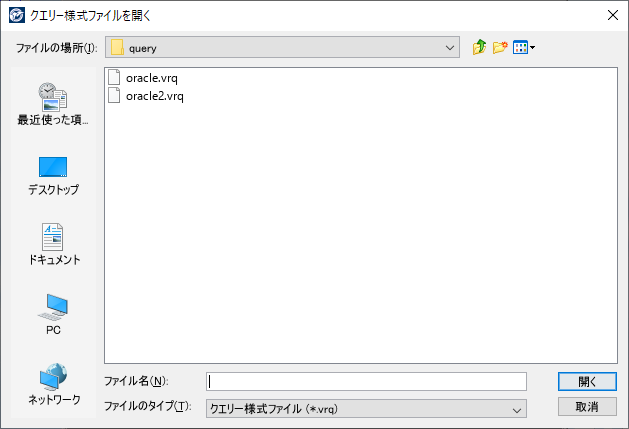 クエリー様式ファイルを開く
ファイルの場所(I):
query
oracle.vrq
oracle2.vrq
最近使った項...
デスクトップ
ドキュメント
PC
ネットワーク
ファイル名(N):
開く
ファイルのタイプ(T):
クエリー様式ファイル (*.vrq)
取消